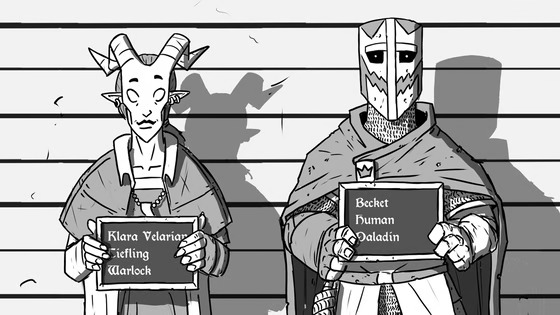 Klara Velarian
Tiefling
Warlock
Becket
Human
Paladin